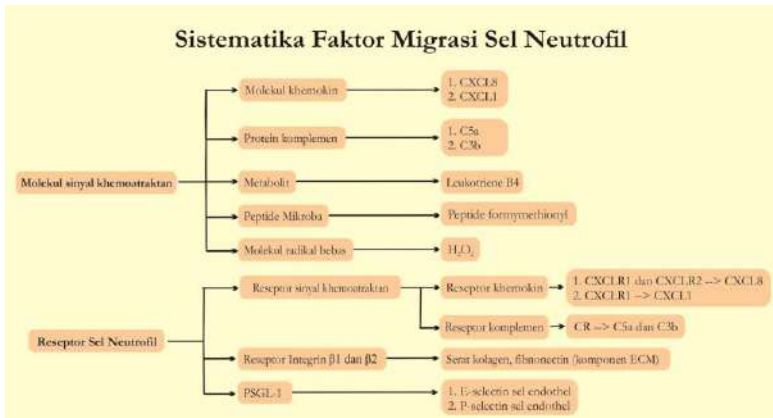 Sistematika Faktor Migrasi Sel Neutrofil
Molekul sinyal khemoatraktan
Molekul khemokin
1. CXCL8
2. CXCL1
Protein komplemen
1. C5a
2. C3b
Metabolit
Leukotriene B4
Peptide Mikroba
Peptide formymethionyl
Molekul radikal bebas
H₂O₂
Reseptor Sel Neutrofil
Reseptor sinyal khemoatraktan
Reseptor khemokin
1. CXCLR1 dan CXCLR2 --> CXCL8
2. CXCLR1 --> CXCL1
Reseptor komplemen
CR --> C5a dan C3b
Reseptor Integrin β1 dan β2
Serat kolagen, fibnonectin (komponen ECM)
PSGL-1
1. E-selectin sel endothel
2. P-selectin sel endothel